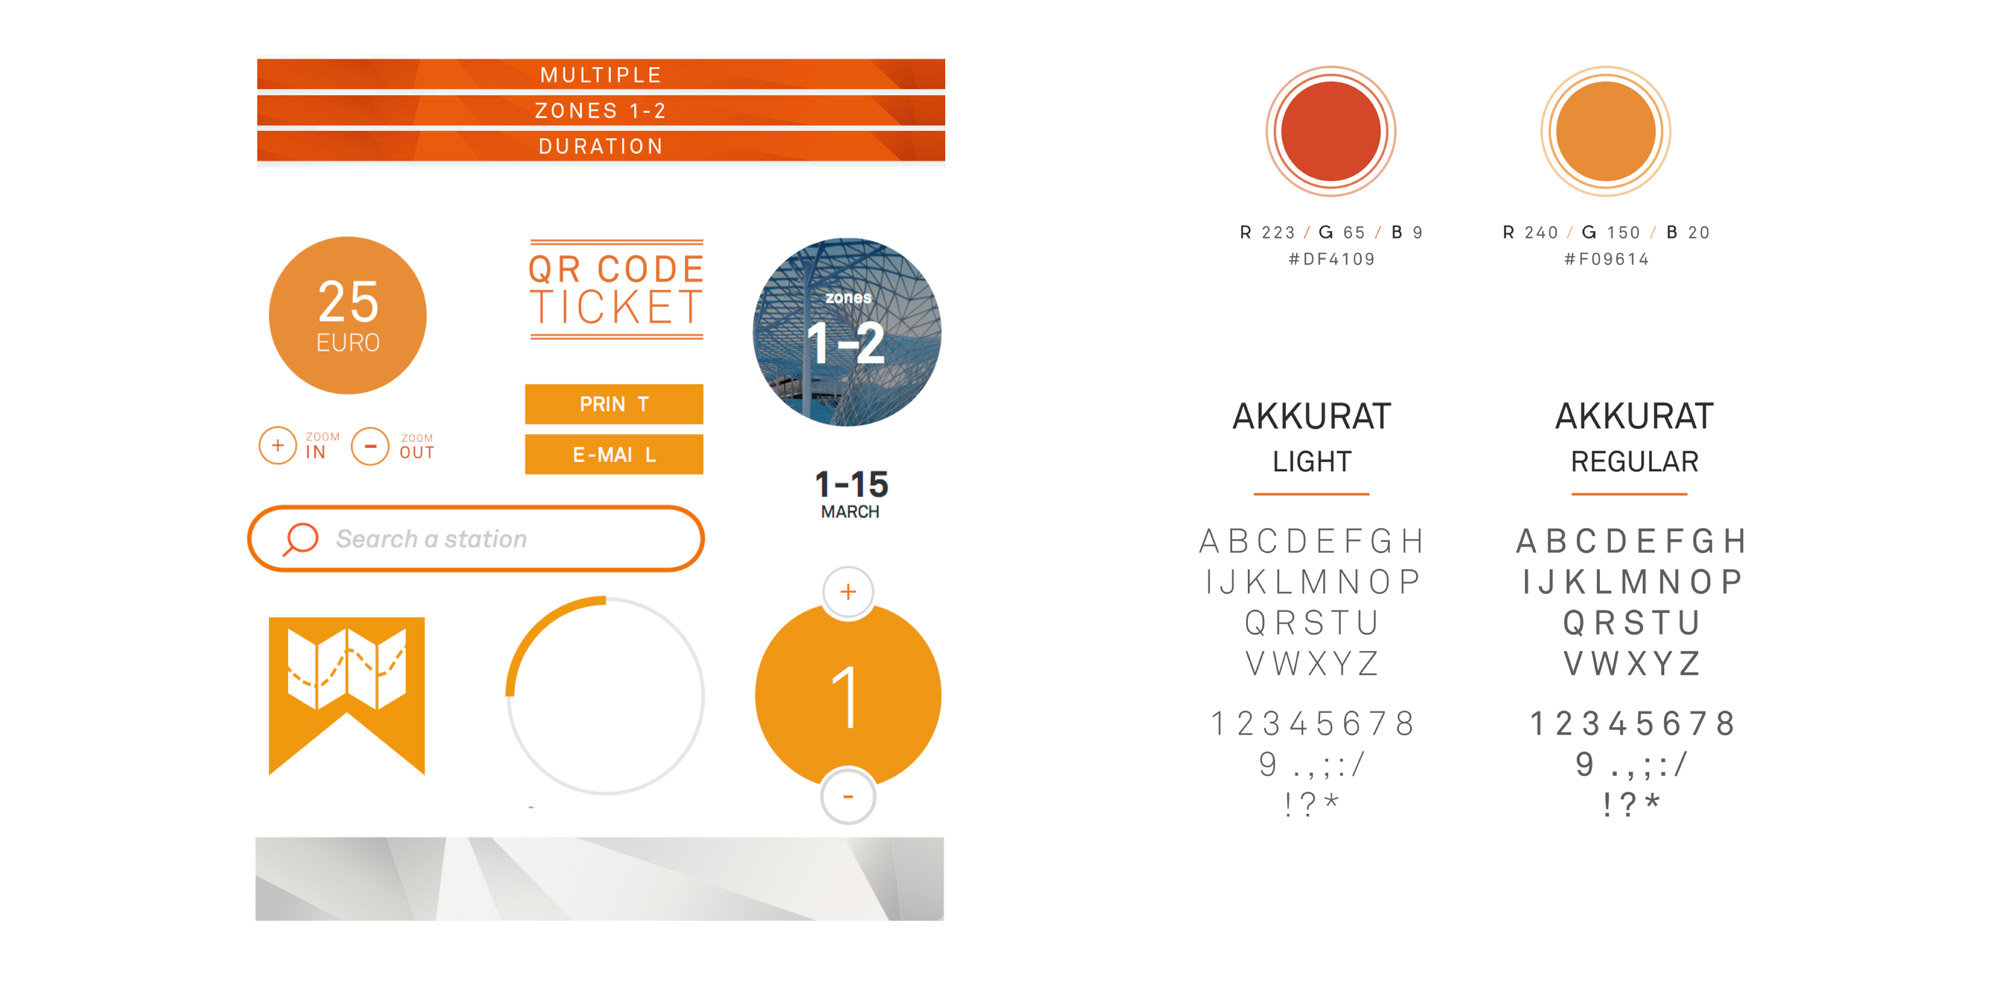 MULTIPLE
ZONES 1-2
DURATION
25
EURO
QR CODE
TICKET
zones
1-2
PRIN T
E-MAI L
ZOOM
IN
ZOOM
OUT
1-15
MARCH
Search a station
+
1
-
R 223 / G 65 / B 9
#DF4109
R 240 / G 150 / B 20
#F09614
AKKURAT
LIGHT
ABCDEFGH
IJKLMNOP
QRSTU
VWXYZ
12345678
9 .,;:/
!?*
AKKURAT
REGULAR
ABCDEFGH
IJKLMNOP
QRSTU
VWXYZ
12345678
9 .,;:/
!?*